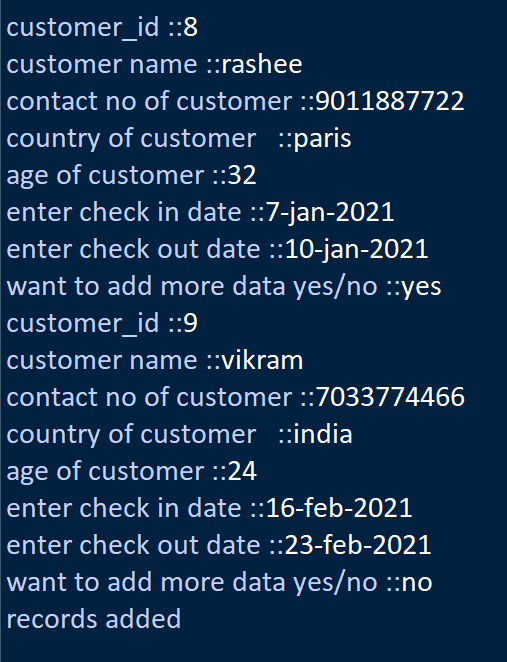 customer_id ::8
customer name ::rashee
contact no of customer ::9011887722
country of customer   ::paris
age of customer ::32
enter check in date ::7-jan-2021
enter check out date ::10-jan-2021
want to add more data yes/no ::yes
customer_id ::9
customer name ::vikram
contact no of customer ::7033774466
country of customer   ::india
age of customer ::24
enter check in date ::16-feb-2021
enter check out date ::23-feb-2021
want to add more data yes/no ::no
records added